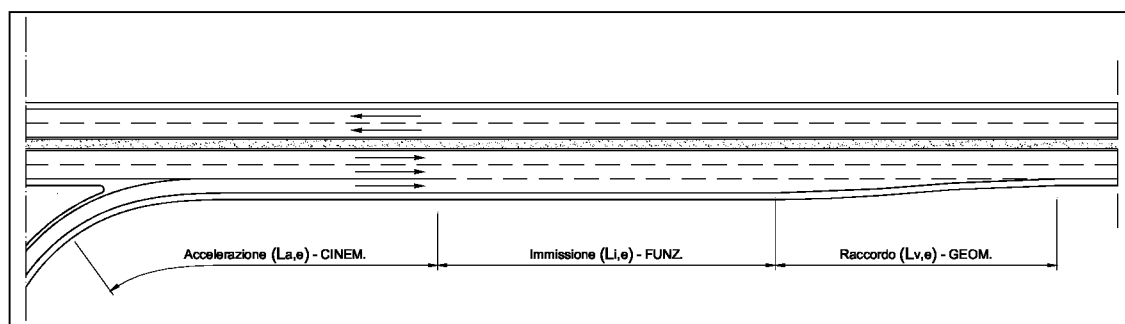 Accelerazione (La,e) - CINEM.
Immissione (Li,e) - FUNZ.
Raccordo (Lv,e) - GEOM.